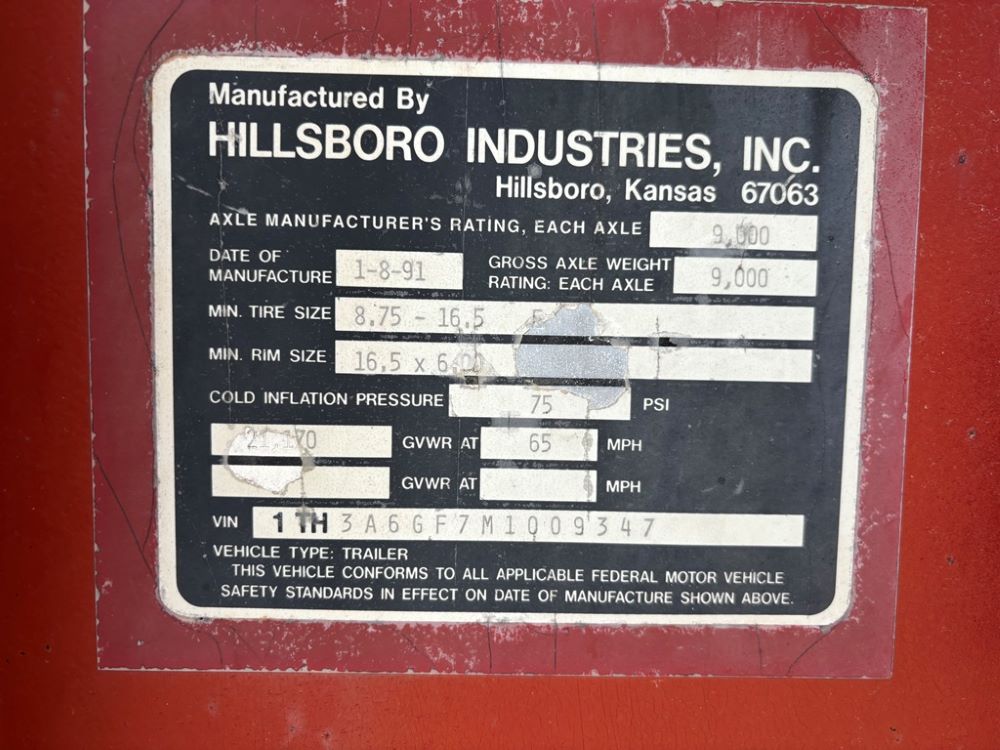 Manufactured By
HILLSBORO INDUSTRIES, INC.
Hillsboro, Kansas 67063
AXLE MANUFACTURER'S RATING, EACH AXLE 9,000
DATE OF MANUFACTURE 1-8-91
GROSS AXLE WEIGHT RATING: EACH AXLE 9,000
MIN. TIRE SIZE 8.75 - 16.5
MIN. RIM SIZE 16.5 x 6.00
COLD INFLATION PRESSURE 75 PSI
21,170 GVWR AT 65 MPH
GVWR AT MPH
VIN 1TH3A6GF7M1009347
VEHICLE TYPE: TRAILER
THIS VEHICLE CONFORMS TO ALL APPLICABLE FEDERAL MOTOR VEHICLE
SAFETY STANDARDS IN EFFECT ON DATE OF MANUFACTURE SHOWN ABOVE.